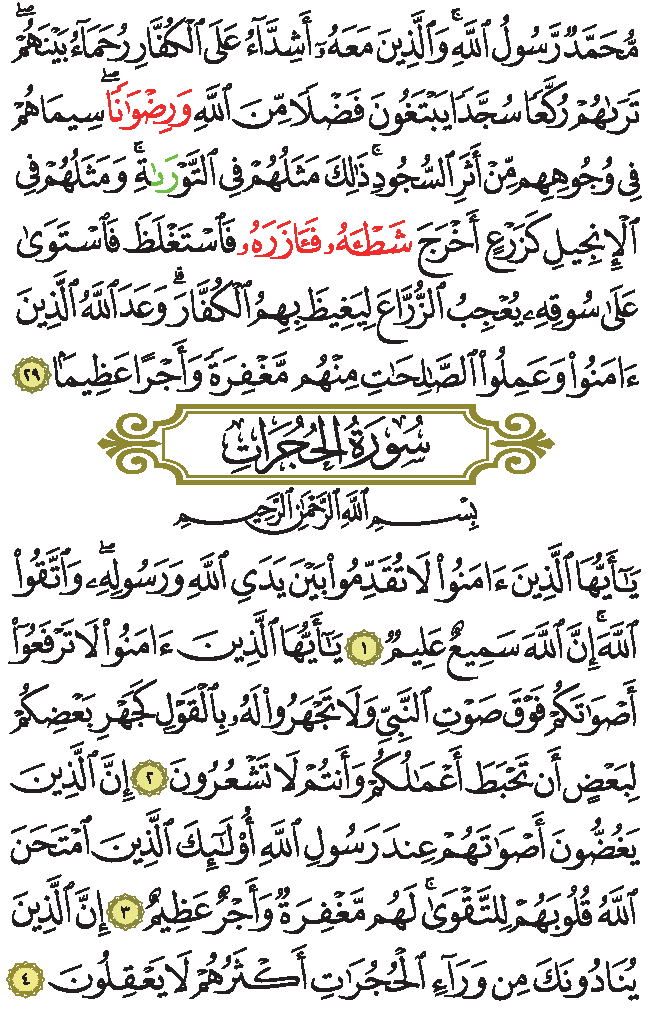 مُّحَمَّدٌ رَّسُولُ ٱللَّهِۚ وَٱلَّذِينَ مَعَهُۥٓ أَشِدَّآءُ عَلَى ٱلْكُفَّارِ رُحَمَآءُ بَيْنَهُمْۖ
تَرَىٰهُمْ رُكَّعًا سُجَّدًا يَبْتَغُونَ فَضْلًا مِّنَ ٱللَّهِ وَرِضْوَٰنًاۖ سِيمَاهُمْ
فِى وُجُوهِهِم مِّنْ أَثَرِ ٱلسُّجُودِۚ ذَٰلِكَ مَثَلُهُمْ فِى ٱلتَّوْرَىٰةِۚ وَمَثَلُهُمْ فِى
ٱلْإِنجِيلِ كَزَرْعٍ أَخْرَجَ شَطْـَٔهُۥ فَـَٔازَرَهُۥ فَٱسْتَغْلَظَ فَٱسْتَوَىٰ
عَلَىٰ سُوقِهِۦ يُعْجِبُ ٱلزُّرَّاعَ لِيَغِيظَ بِهِمُ ٱلْكُفَّارَۗ وَعَدَ ٱللَّهُ ٱلَّذِينَ
ءَامَنُوا۟ وَعَمِلُوا۟ ٱلصَّٰلِحَٰتِ مِنْهُم مَّغْفِرَةً وَأَجْرًا عَظِيمًۢا ٢٩
سُورَةُ الْحُجُرَاتِ
بِسْمِ ٱللَّهِ ٱلرَّحْمَٰنِ ٱلرَّحِيمِ
يَٰٓأَيُّهَا ٱلَّذِينَ ءَامَنُوا۟ لَا تُقَدِّمُوا۟ بَيْنَ يَدَىِ ٱللَّهِ وَرَسُولِهِۦۖ وَٱتَّقُوا۟
ٱللَّهَۚ إِنَّ ٱللَّهَ سَمِيعٌ عَلِيمٌ ١ يَٰٓأَيُّهَا ٱلَّذِينَ ءَامَنُوا۟ لَا تَرْفَعُوٓا۟
أَصْوَٰتَكُمْ فَوْقَ صَوْتِ ٱلنَّبِىِّ وَلَا تَجْهَرُوا۟ لَهُۥ بِٱلْقَوْلِ كَجَهْرِ بَعْضِكُمْ
لِبَعْضٍ أَن تَحْبَطَ أَعْمَٰلُكُمْ وَأَنتُمْ لَا تَشْعُرُونَ ٢ إِنَّ ٱلَّذِينَ
يَغُضُّونَ أَصْوَٰتَهُمْ عِندَ رَسُولِ ٱللَّهِ أُو۟لَٰٓئِكَ ٱلَّذِينَ ٱمْتَحَنَ
ٱللَّهُ قُلُوبَهُمْ لِلتَّقْوَىٰۚ لَهُم مَّغْفِرَةٌ وَأَجْرٌ عَظِيمٌ ٣ إِنَّ ٱلَّذِينَ
يُنَادُونَكَ مِن وَرَآءِ ٱلْحُجُرَٰتِ أَكْثَرُهُمْ لَا يَعْقِلُونَ ٤